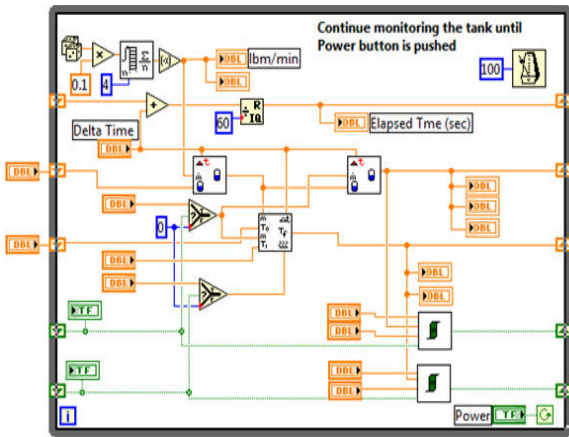 Continue monitoring the tank until
Power button is pushed
DBL lbm/min
DBL
100
0.1
4
60
R
IQ
DBL Elapsed Tme (sec)
Delta Time
DBL
DBL
DBL
DBL
DBL
DBL
DBL
0
DBL
DBL
DBL
DBL
TF
DBL
DBL
TF
DBL
DBL
i
Power TF